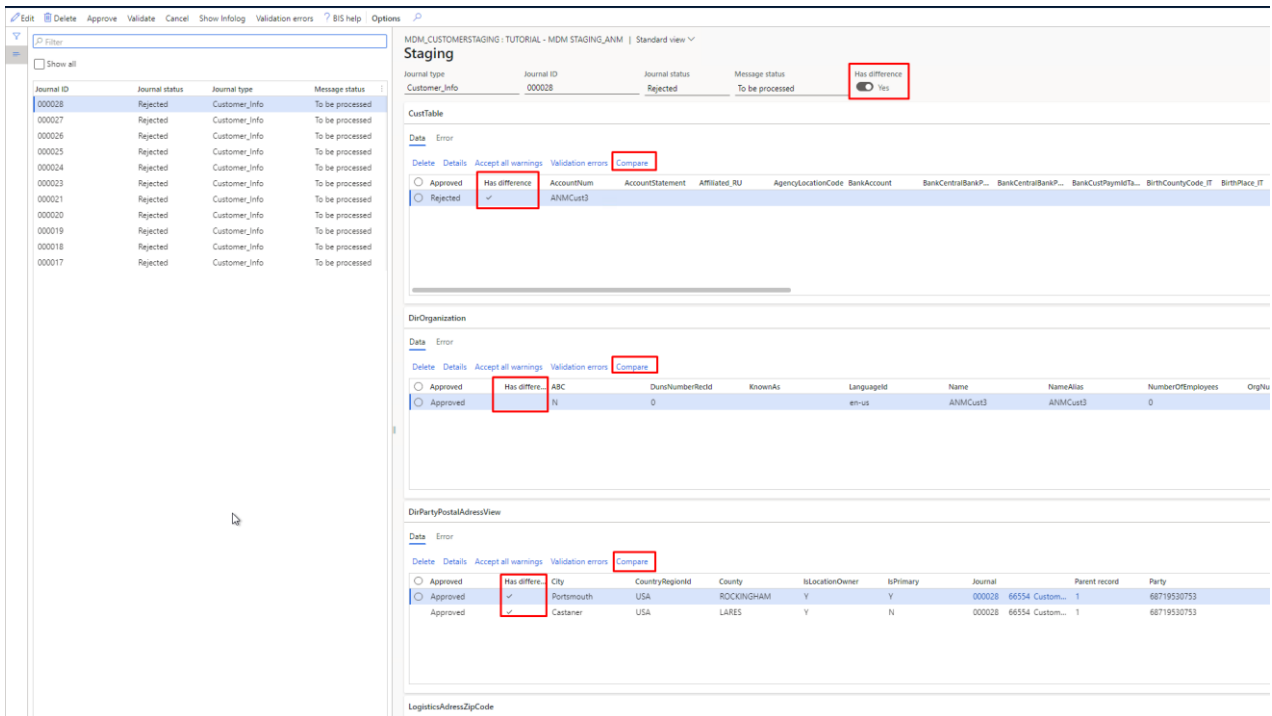 Edit Delete Approve Validate Cancel Show Infolog Validation errors ? BIS help Options
Filter
Show all
Journal ID Journal status Journal type Message status
000028 Rejected Customer_Info To be processed
000027 Rejected Customer_Info To be processed
000026 Rejected Customer_Info To be processed
000025 Rejected Customer_Info To be processed
000024 Rejected Customer_Info To be processed
000023 Rejected Customer_Info To be processed
000021 Rejected Customer_Info To be processed
000020 Rejected Customer_Info To be processed
000019 Rejected Customer_Info To be processed
000018 Rejected Customer_Info To be processed
000017 Rejected Customer_Info To be processed
MDM_CUSTOMERSTAGING : TUTORIAL - MDM STAGING_ANM | Standard view
Staging
Journal type Journal ID Journal status Message status Has difference
Customer_Info 000028 Rejected To be processed Yes
CustTable
Data Error
Delete Details Accept all warnings Validation errors Compare
Approved Has difference AccountNum AccountStatement Affiliated_RU AgencyLocationCode BankAccount BankCentralBankP... BankCentralBankP... BankCustPaymIdTa... BirthCountyCode_IT BirthPlace_IT
Rejected ANMCust3
DirOrganization
Data Error
Delete Details Accept all warnings Validation errors Compare
Approved Has differe... ABC DunsNumberRecId KnownAs LanguageId Name NameAlias NumberOfEmployees OrgNu
Approved N 0 en-us ANMCust3 ANMCust3 0
DirPartyPostalAdressView
Data Error
Delete Details Accept all warnings Validation errors Compare
Approved Has differe... City CountryRegionId County IsLocationOwner IsPrimary Journal Parent record Party
Approved Portsmouth USA ROCKINGHAM Y Y 000028 66554 Custom... 1 68719530753
Approved Castaner USA LARES Y N 000028 66554 Custom... 1 68719530753
LogisticsAdressZipCode